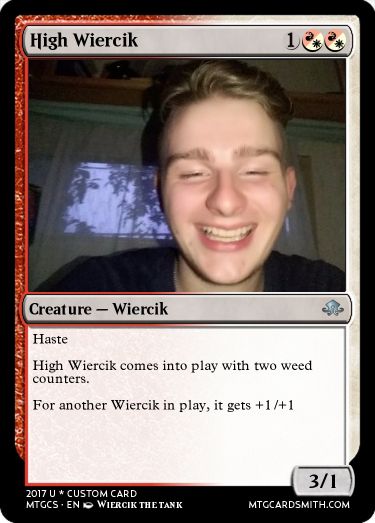 High Wiercik 1
Creature — Wiercik
Haste
High Wiercik comes into play with two weed
counters.
For another Wiercik in play, it gets +1/+1
3/1
2017 U * CUSTOM CARD
MTGCS · EN WIERCIK THE TANK
MTGCARDSMITH.COM